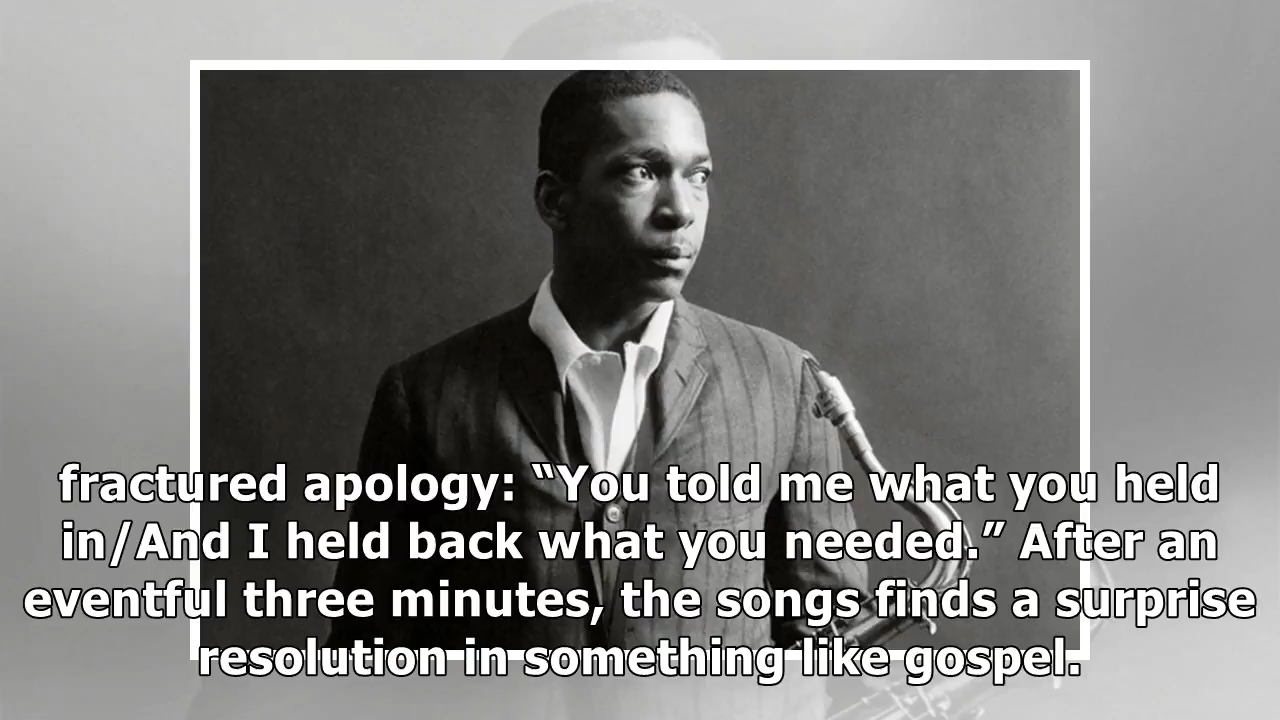 fractured apology: “You told me what you held
in/And I held back what you needed.” After an
eventful three minutes, the songs finds a surprise
resolution in something like gospel.